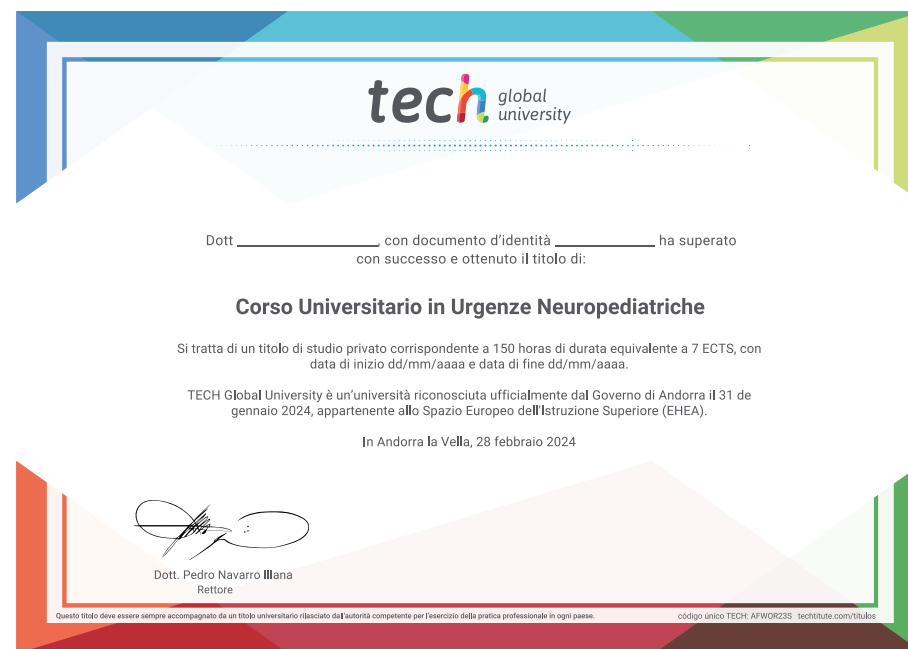 tech global university
Dott ________________, con documento d’identità ____________ ha superato
con successo e ottenuto il titolo di:
Corso Universitario in Urgenze Neuropediatriche
Si tratta di un titolo di studio privato corrispondente a 150 horas di durata equivalente a 7 ECTS, con
data di inizio dd/mm/aaaa e data di fine dd/mm/aaaa.
TECH Global University è un’università riconosciuta ufficialmente dal Governo di Andorra il 31 de
gennaio 2024, appartenente allo Spazio Europeo dell'Istruzione Superiore (EHEA).
In Andorra la Vella, 28 febbraio 2024
Dott. Pedro Navarro Illana
Rettore
Questo titolo deve essere sempre accompagnato da un titolo universitario rilasciato dall'autorità competente per l'esercizio della pratica professionale in ogni paese.
código único TECH: AFWOR23S techtitute.com/titulos